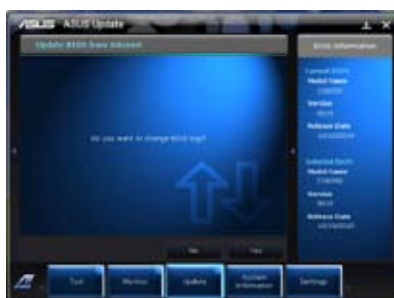 ASUS Update
Update BIOS from Internet
Do you want to change BIOS logo?
No
Yes
BIOS Information
Current BIOS
Model Name
Version
Release Date
Selected BIOS
Model Name
Version
Release Date
Tool
Monitor
Update
System
Information
Settings